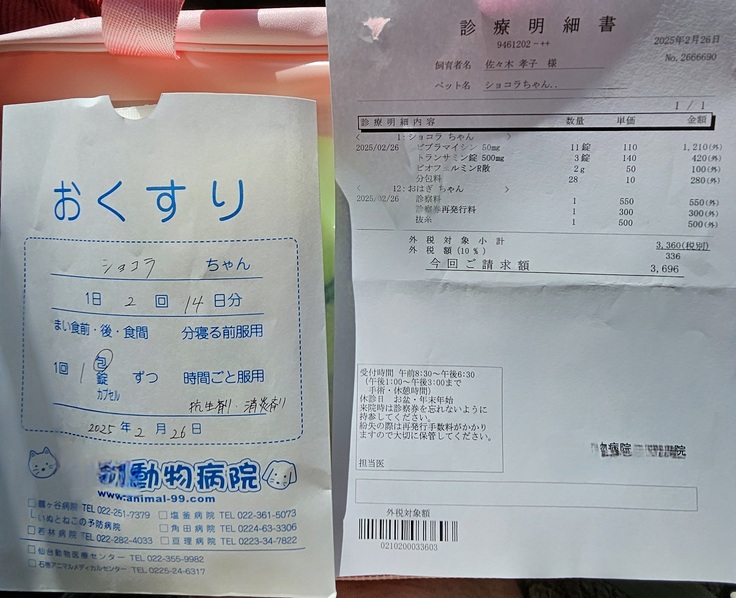 おくすり
ショコラ ちゃん
1日 2 回 14 日分
まい食前・後・食間 分寝る前服用
包
1回 1 錠 ずつ 時間ごと服用
カプセル
抗生剤・消炎剤
2025 年 2 月 26 日
動物病院
www.animal-99.com
鶴ヶ谷病院 TEL 022-251-7379
いぬとねこの予防病院
若林病院 TEL 022-282-4033
塩釜病院 TEL 022-361-5073
角田病院 TEL 0224-63-3306
亘理病院 TEL 0223-34-7822
仙台動物医療センター TEL 022-355-9982
石巻アニマルメディカルセンター TEL 0225-24-6317
診療明細書
9461202-++
2025年2月26日
No.2666690
飼育者名 佐々木 孝子 様
ペット名 ショコラちゃん..
1 / 1
診療明細内容 数量 単価 金額
< 1:ショコラ ちゃん >
2025/02/26 ビブラマイシン 50mg 11錠 110 1,210(外)
トランサミン錠 500mg 3錠 140 420(外)
ビオフェルミンR散 2g 50 100(外)
分包料 28 10 280(外)
< 12:おはぎ ちゃん >
2025/02/26 診察料 1 550 550(外)
診察券再発行料 1 300 300(外)
抜糸 1 500 500(外)
外税対象小計 3,360(税別)
外税額(10%) 336
今回ご請求額 3,696
受付時間 午前8:30～午後6:30
(午後1:00～午後3:00まで
手術・休憩時間)
休診日 お盆・年末年始
来院時は診察券を忘れないように
持参してください。
紛失の際は再発行手数料がかかり
ますので大切に保管してください。
担当医
物病院
病院
外税対象額
0210200033603